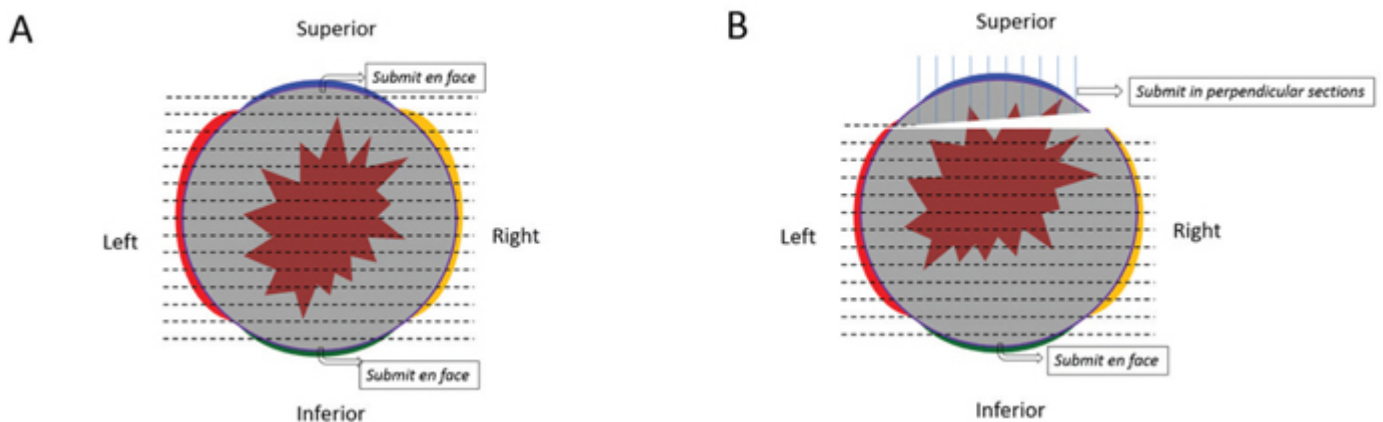 A
Superior
Submit en face
Left
Right
Submit en face
Inferior
B
Superior
Submit in perpendicular sections
Left
Right
Submit en face
Inferior